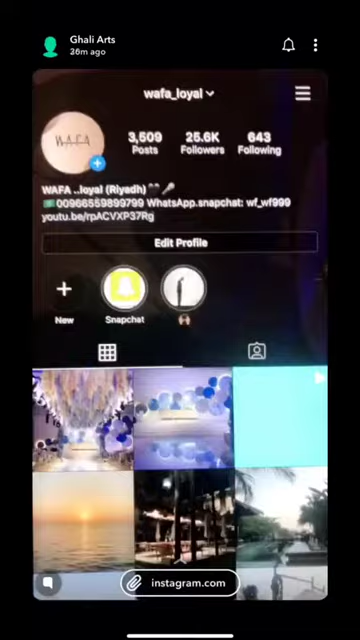 Ghali Arts
26m ago
wafa_loyal
WAFA
3,509 25.6K 643
Posts Followers Following
WAFA ..loyal (Riyadh)
00966559899799 WhatsApp.snapchat: wf_wf999
youtu.be/rpACVXP37Rg
Edit Profile
New Snapchat
instagram.com